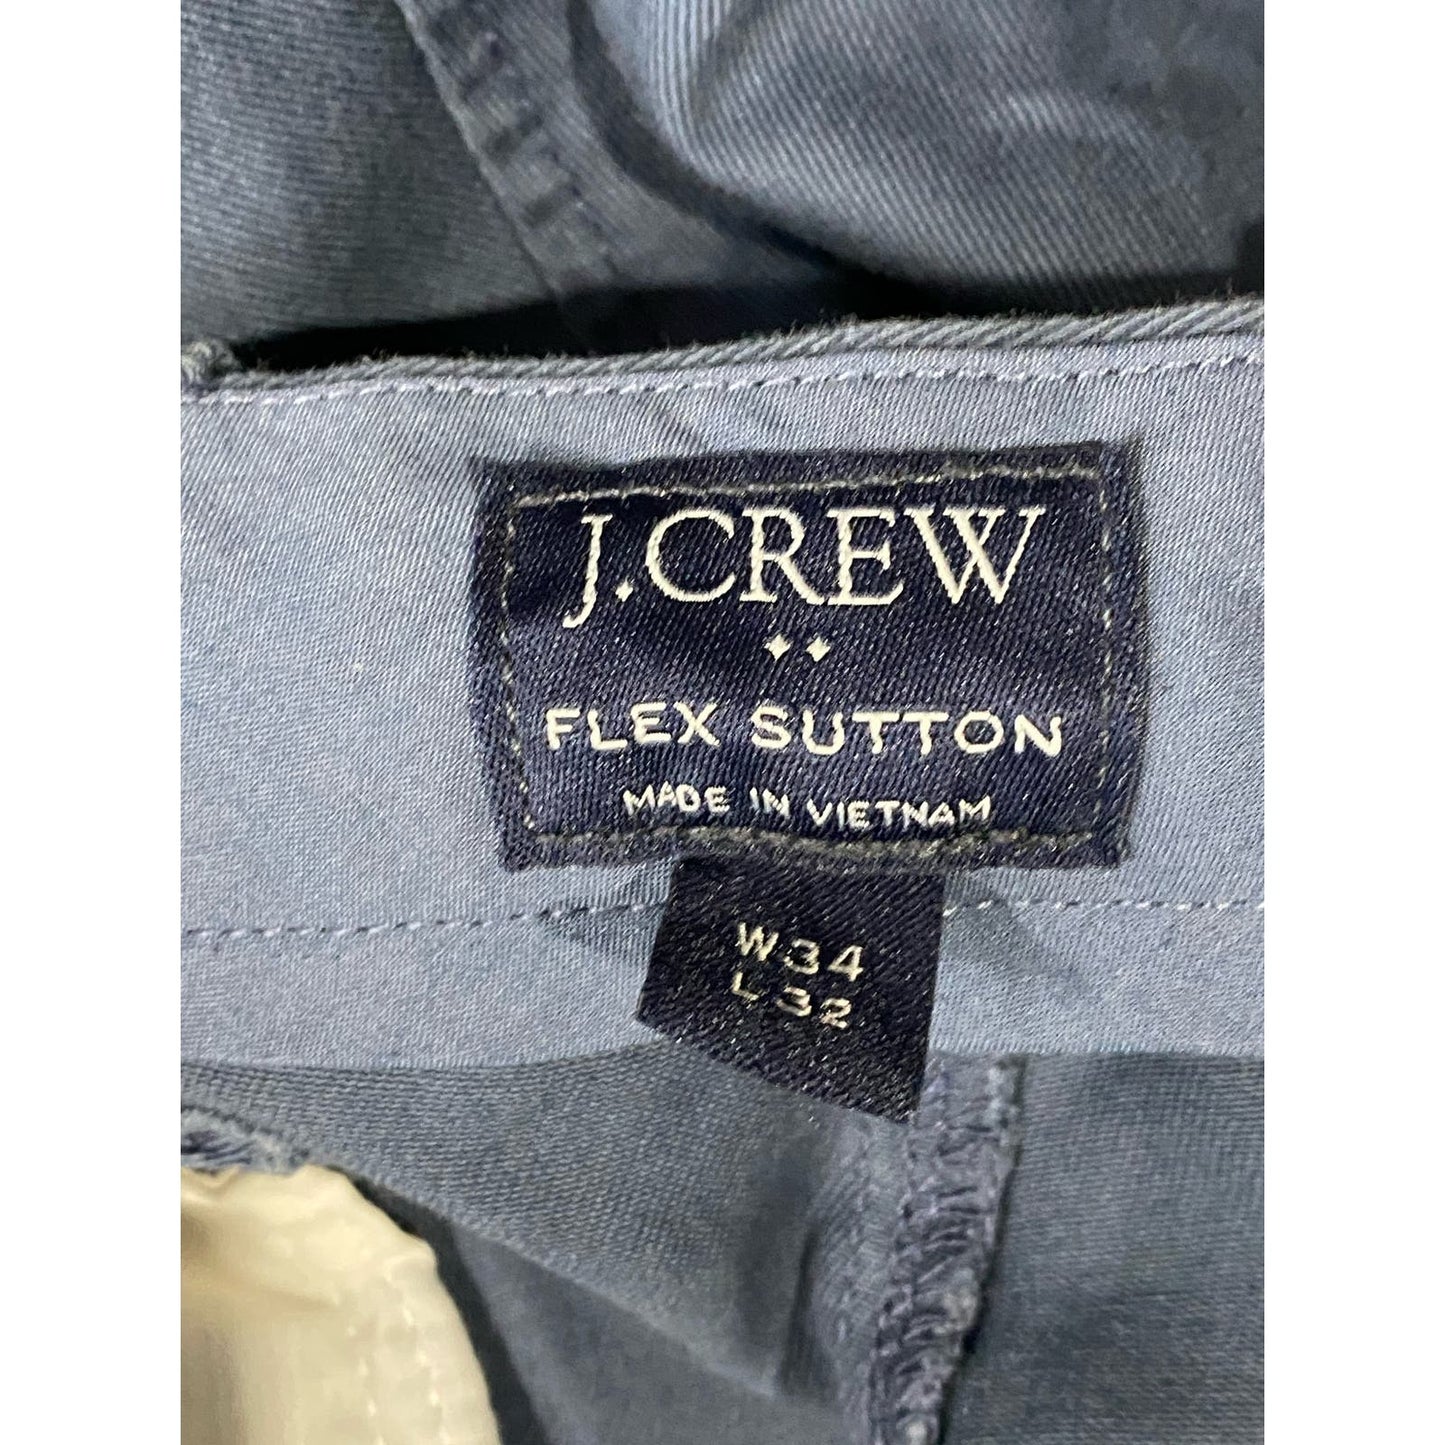 J.CREW
FLEX SUTTON
MADE IN VIETNAM
W34
L32